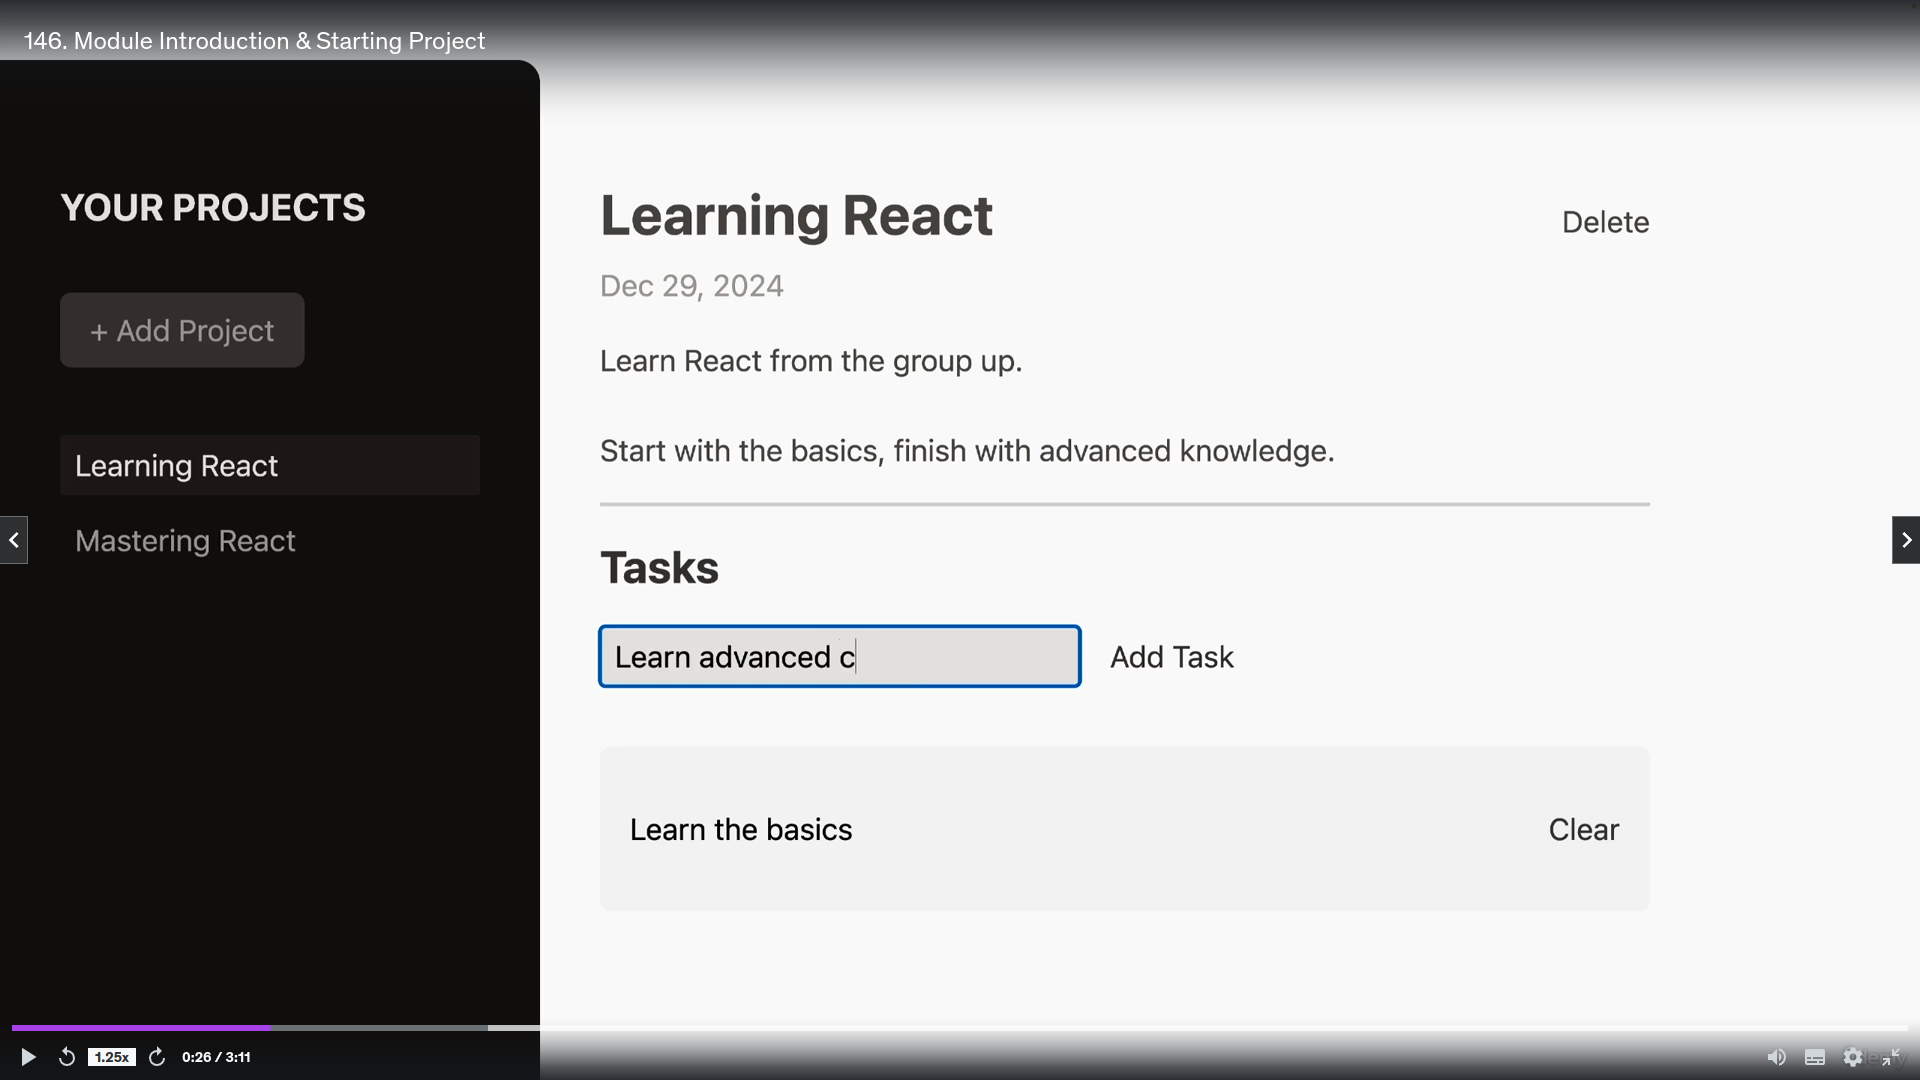 146. Module Introduction & Starting Project
YOUR PROJECTS
+ Add Project
Learning React
Mastering React
Learning React
Delete
Dec 29, 2024
Learn React from the group up.
Start with the basics, finish with advanced knowledge.
Tasks
Learn advanced c
Add Task
Learn the basics
Clear
1.25x
0:26 / 3:11